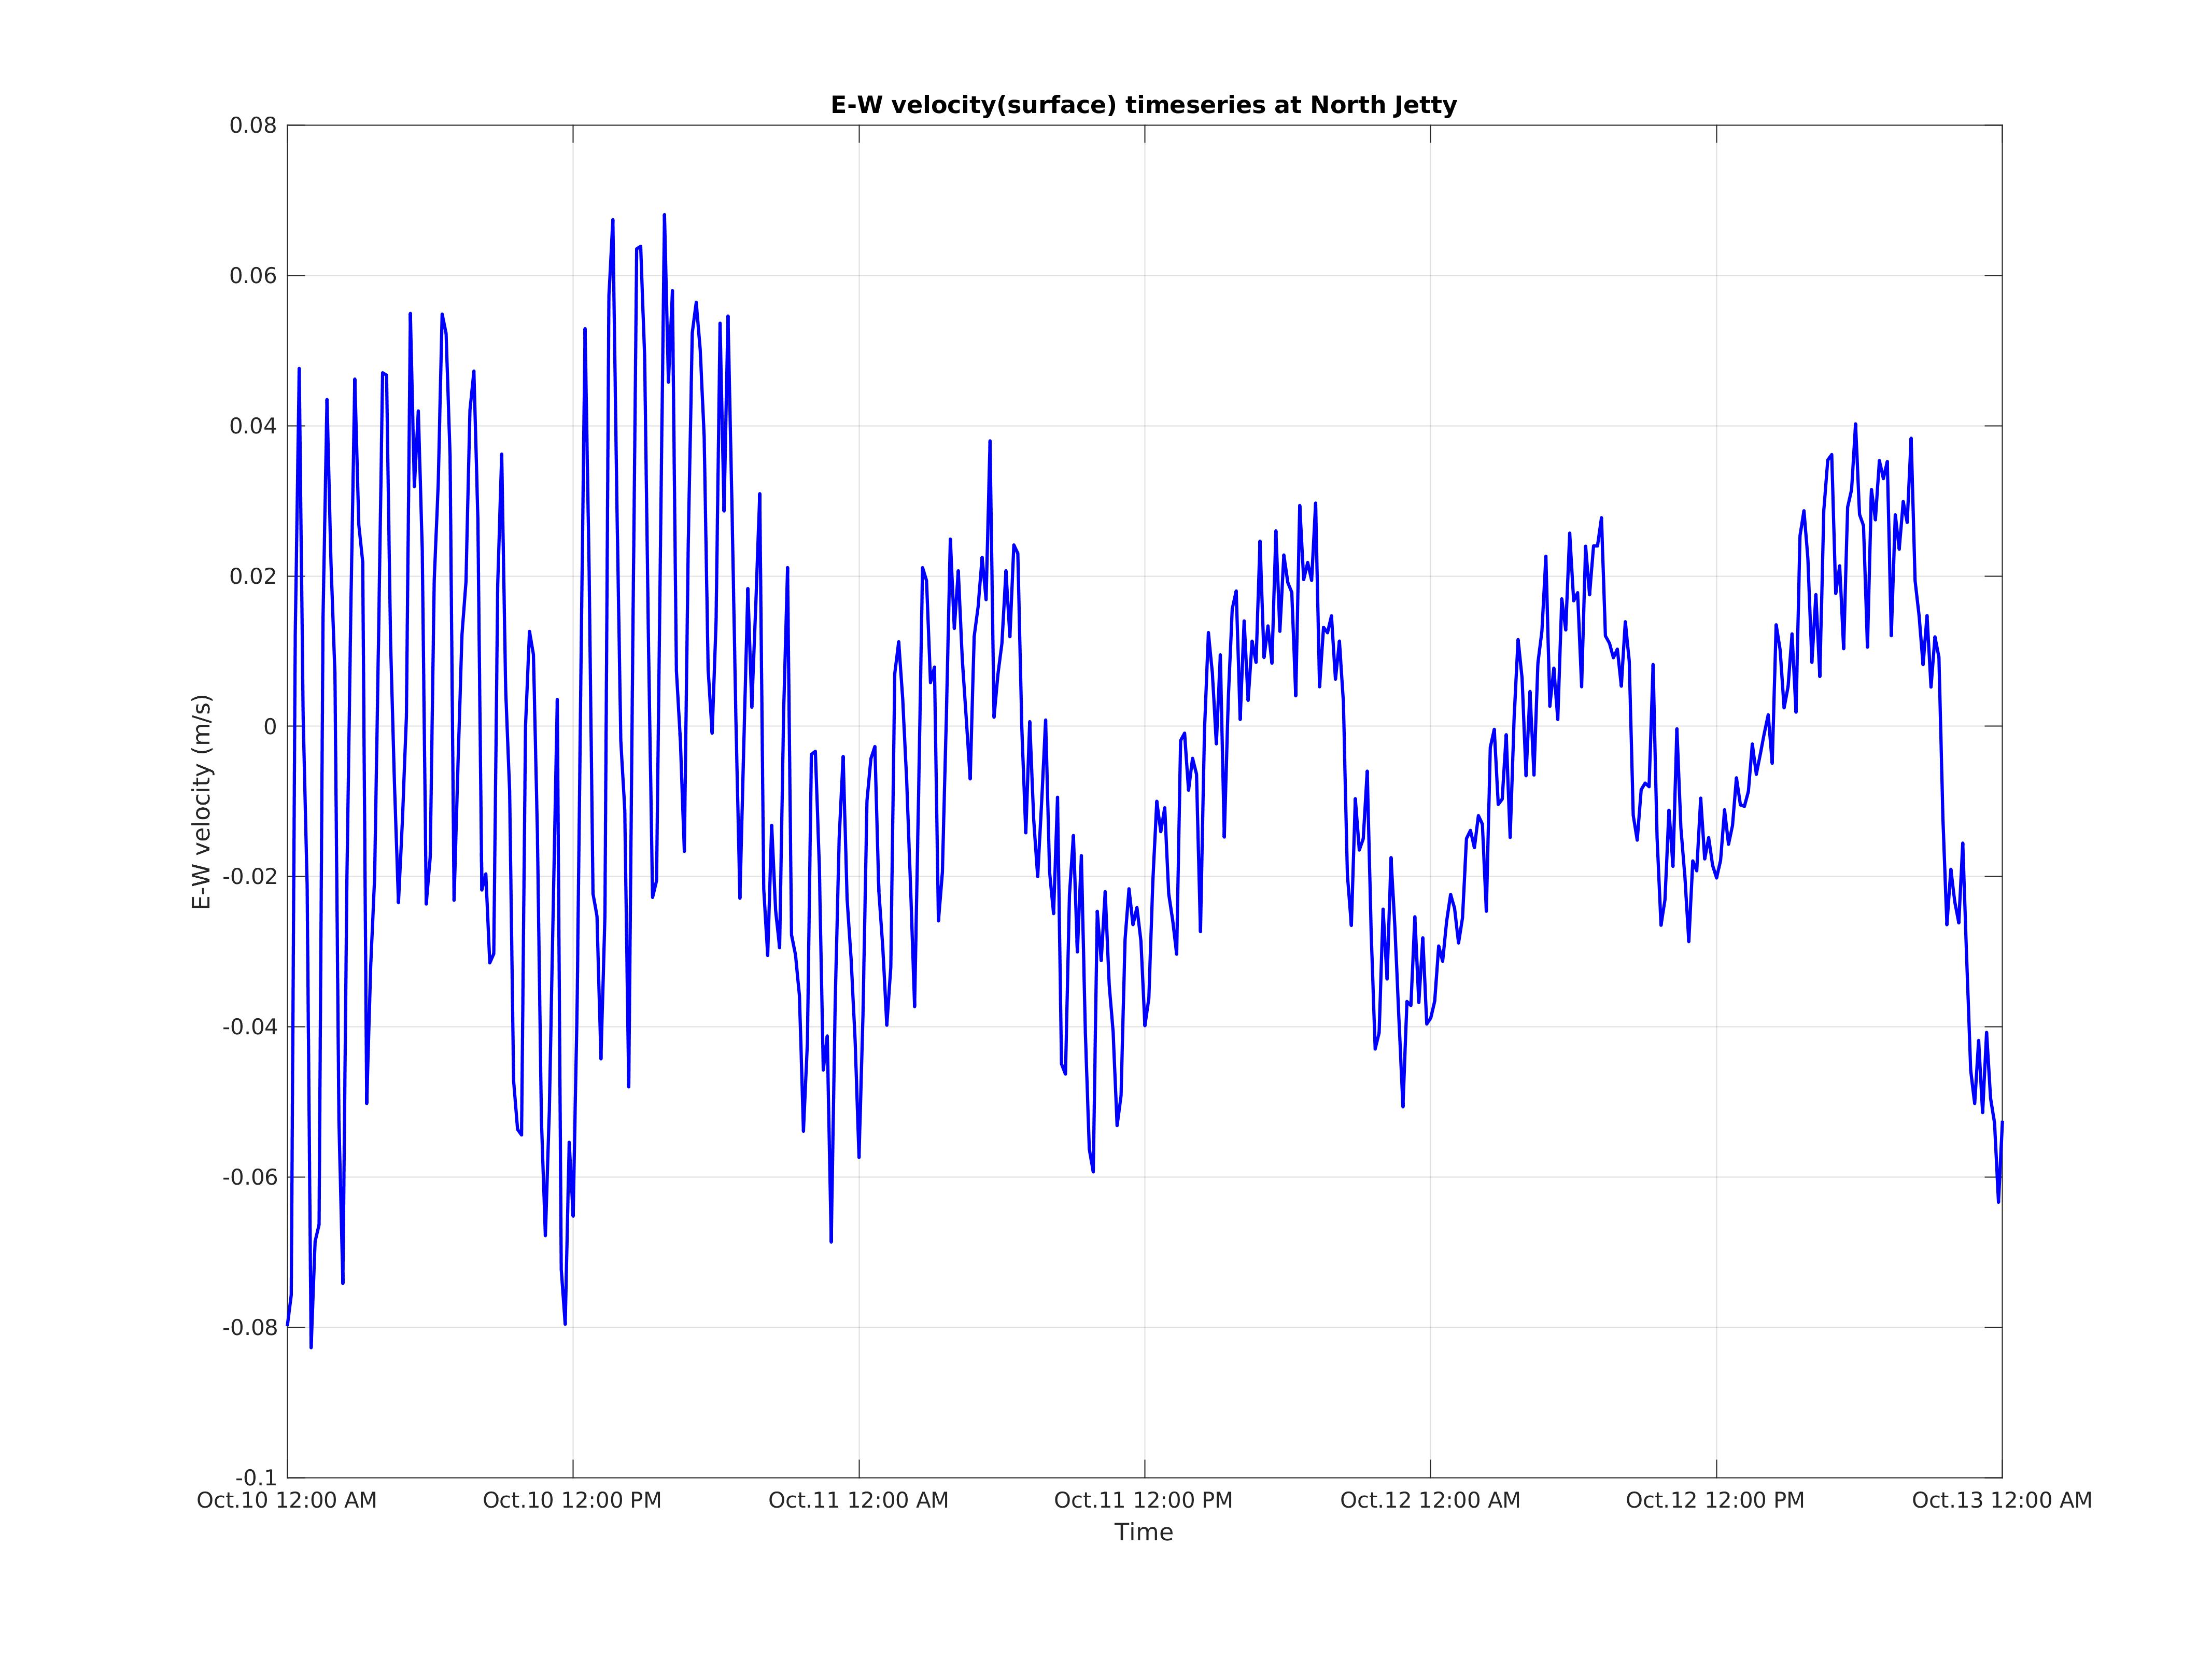 E-W velocity(surface) timeseries at North Jetty
0.08
0.06
0.04
0.02
0
-0.02
-0.04
-0.06
-0.08
-0.1
E-W velocity (m/s)
Oct.10 12:00 AM Oct.10 12:00 PM Oct.11 12:00 AM Oct.11 12:00 PM Oct.12 12:00 AM Oct.12 12:00 PM Oct.13 12:00 AM
Time